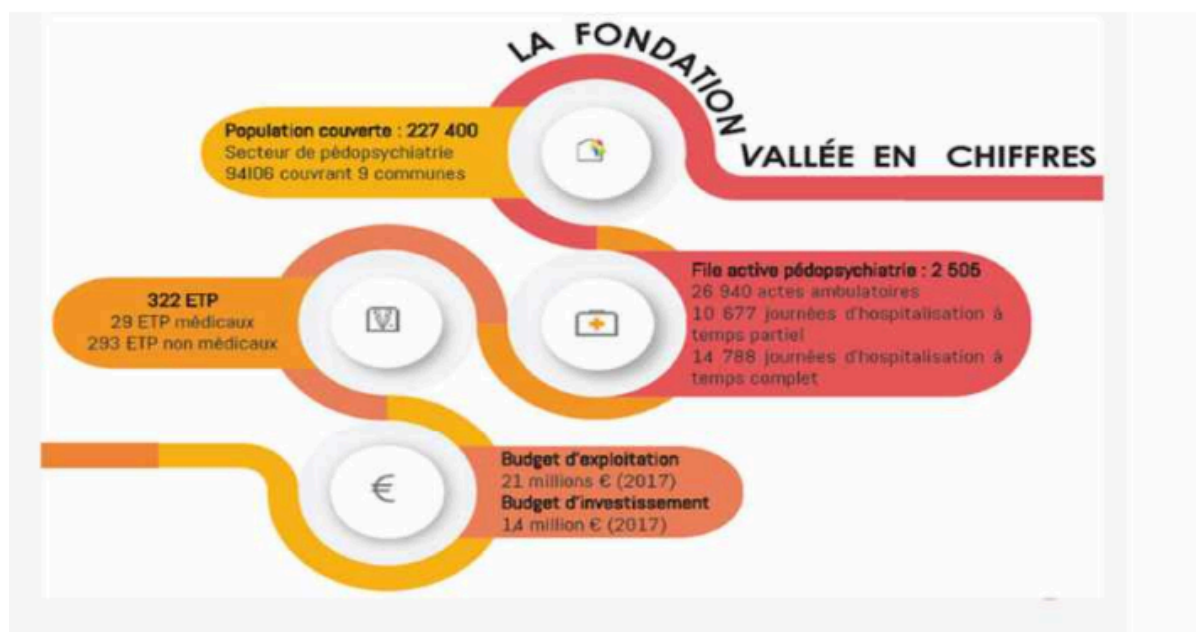 LA FONDATION
VALLÉE EN CHIFFRES
Population couverte : 227 400
Secteur de pédopsychiatrie
94I06 couvrant 9 communes
File active pédopsychiatrie : 2 505
26 940 actes ambulatoires
10 677 journées d'hospitalisation à
temps partiel
14 788 journées d'hospitalisation à
temps complet
322 ETP
29 ETP médicaux
293 ETP non médicaux
€
Budget d'exploitation
21 millions € (2017)
Budget d'investissement
1,4 million € (2017)